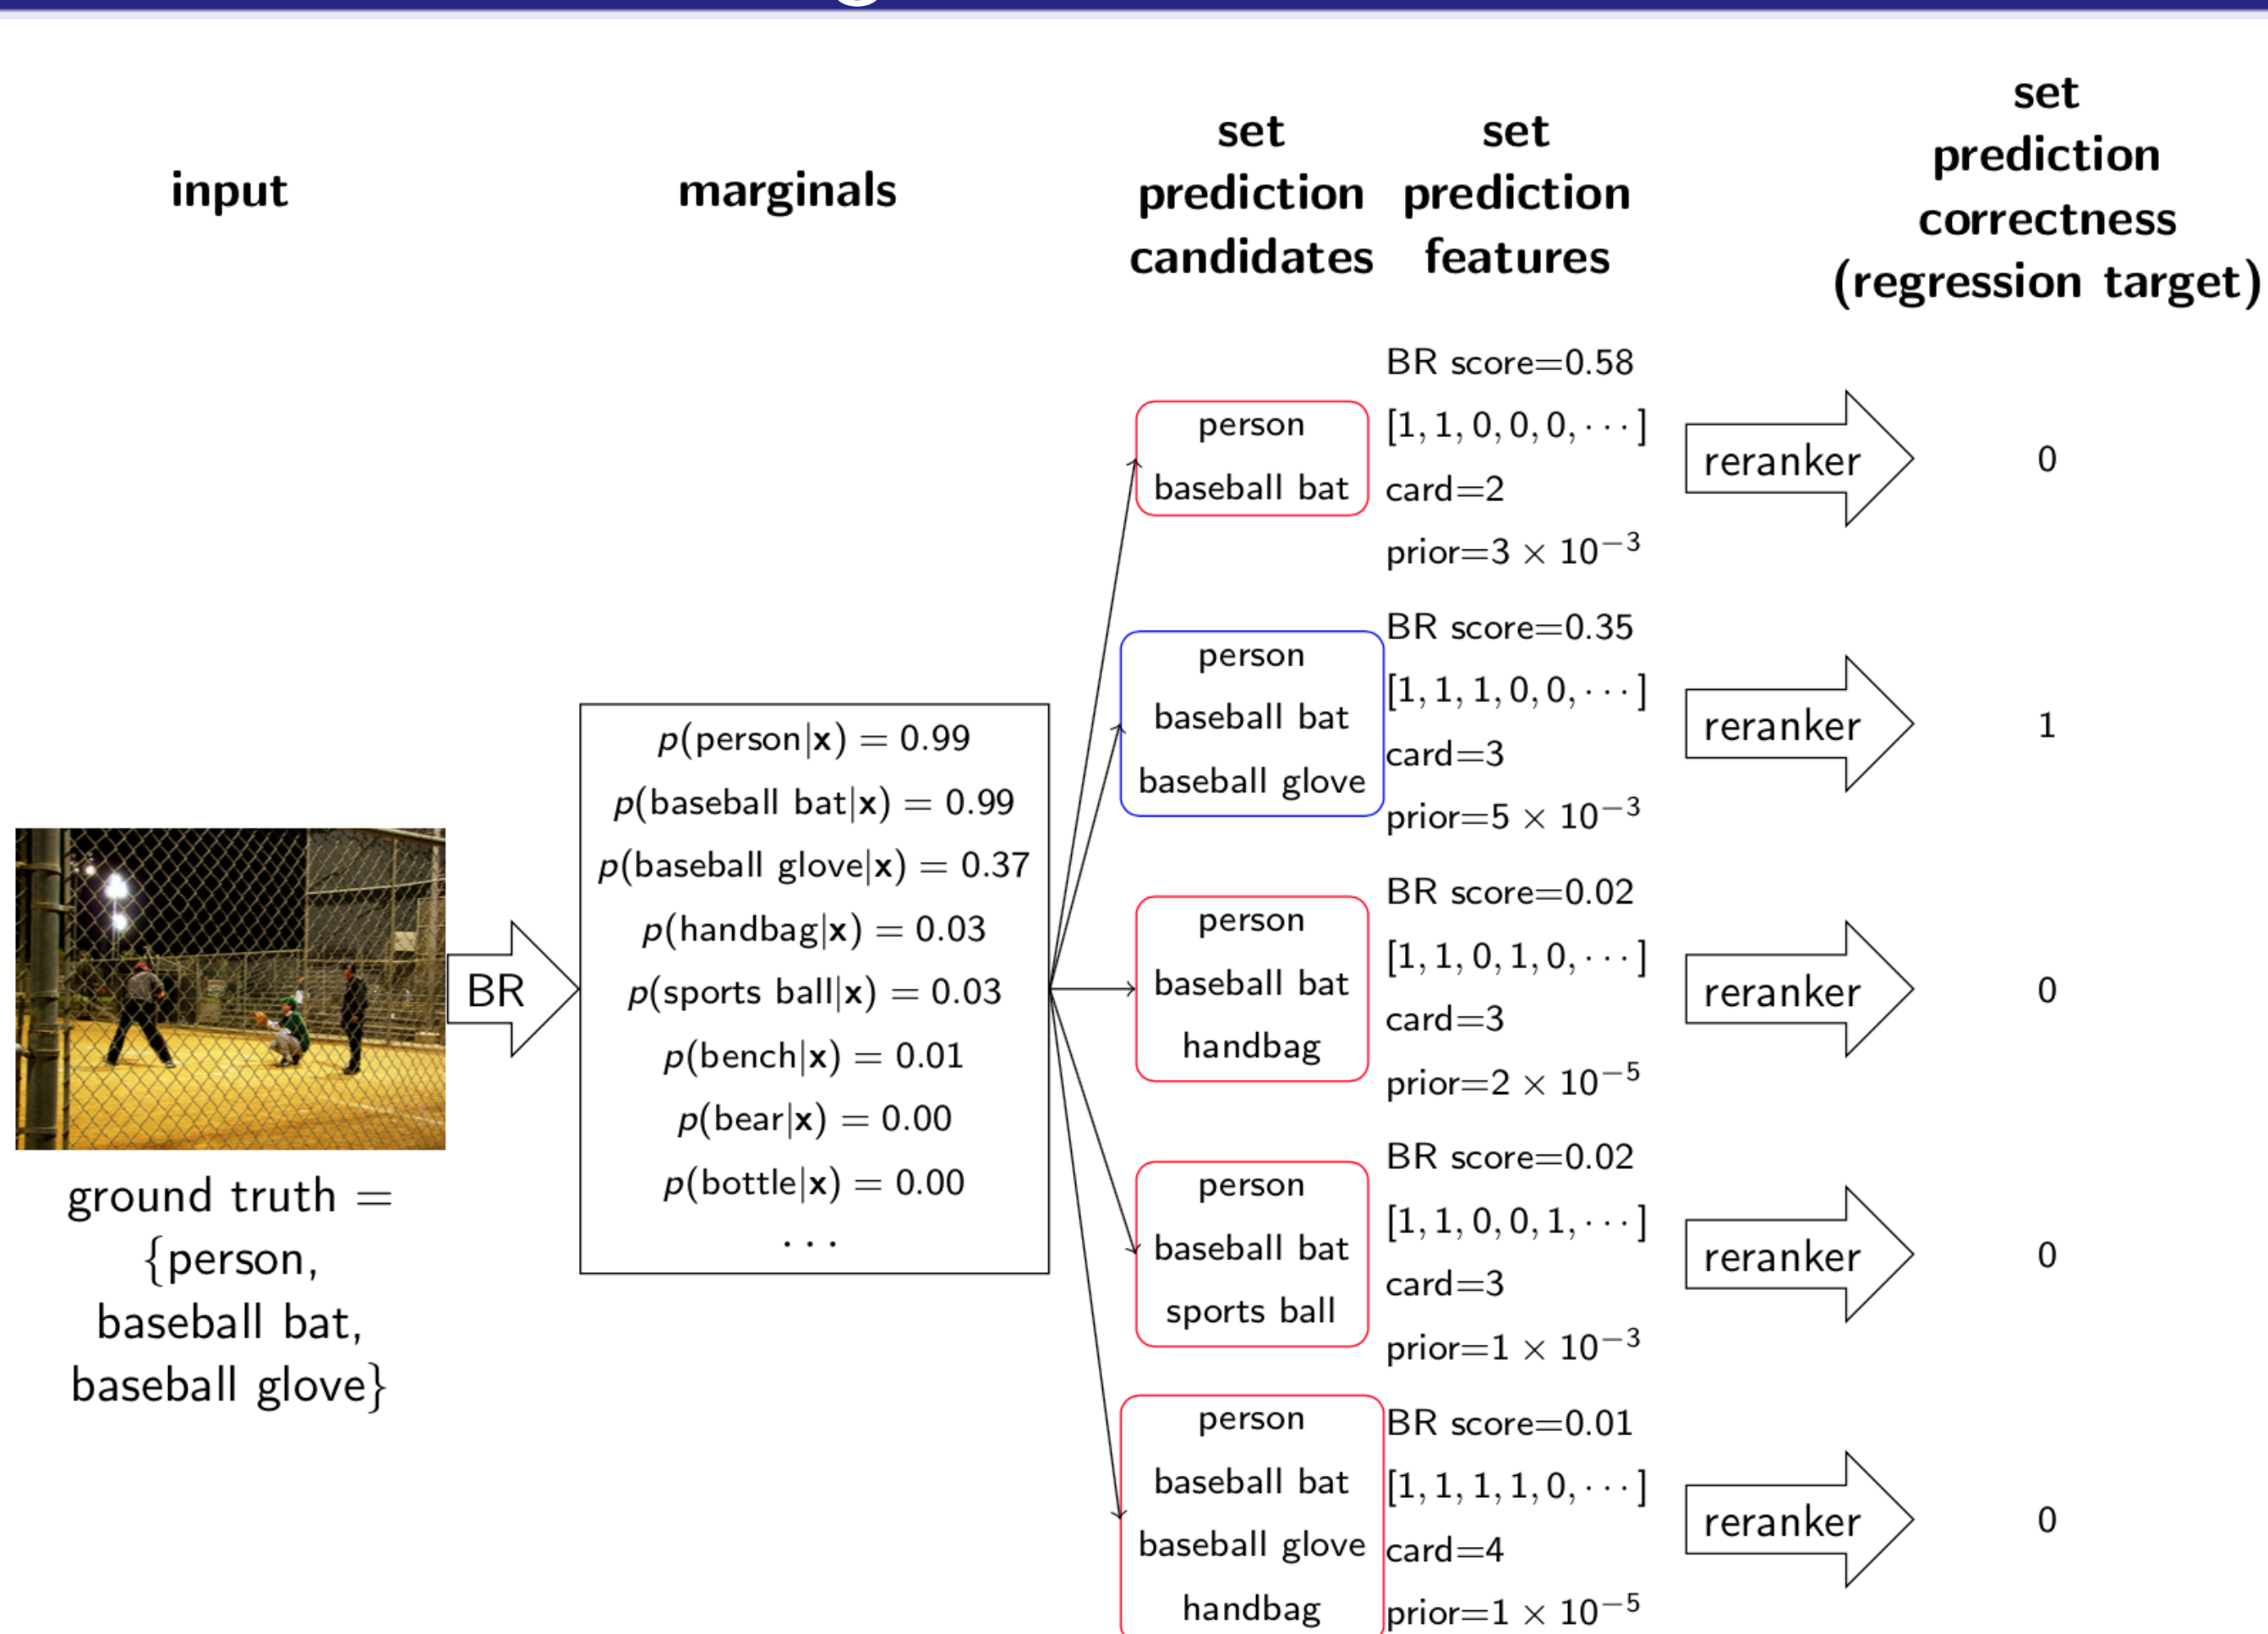 input
marginals
set
prediction
candidates
set
prediction
features
set
prediction
correctness
(regression target)
ground truth =
{person,
baseball bat,
baseball glove}
BR
p(person|x) = 0.99
p(baseball bat|x) = 0.99
p(baseball glove|x) = 0.37
p(handbag|x) = 0.03
p(sports ball|x) = 0.03
p(bench|x) = 0.01
p(bear|x) = 0.00
p(bottle|x) = 0.00
...
person
baseball bat
BR score=0.58
[1, 1, 0, 0, 0, ··· ]
card=2
prior=3 × 10⁻³
reranker
0
person
baseball bat
baseball glove
BR score=0.35
[1, 1, 1, 0, 0, ··· ]
card=3
prior=5 × 10⁻³
reranker
1
person
baseball bat
handbag
BR score=0.02
[1, 1, 0, 1, 0, ··· ]
card=3
prior=2 × 10⁻⁵
reranker
0
person
baseball bat
sports ball
BR score=0.02
[1, 1, 0, 0, 1, ··· ]
card=3
prior=1 × 10⁻³
reranker
0
person
baseball bat
baseball glove
handbag
BR score=0.01
[1, 1, 1, 1, 0, ··· ]
card=4
prior=1 × 10⁻⁵
reranker
0